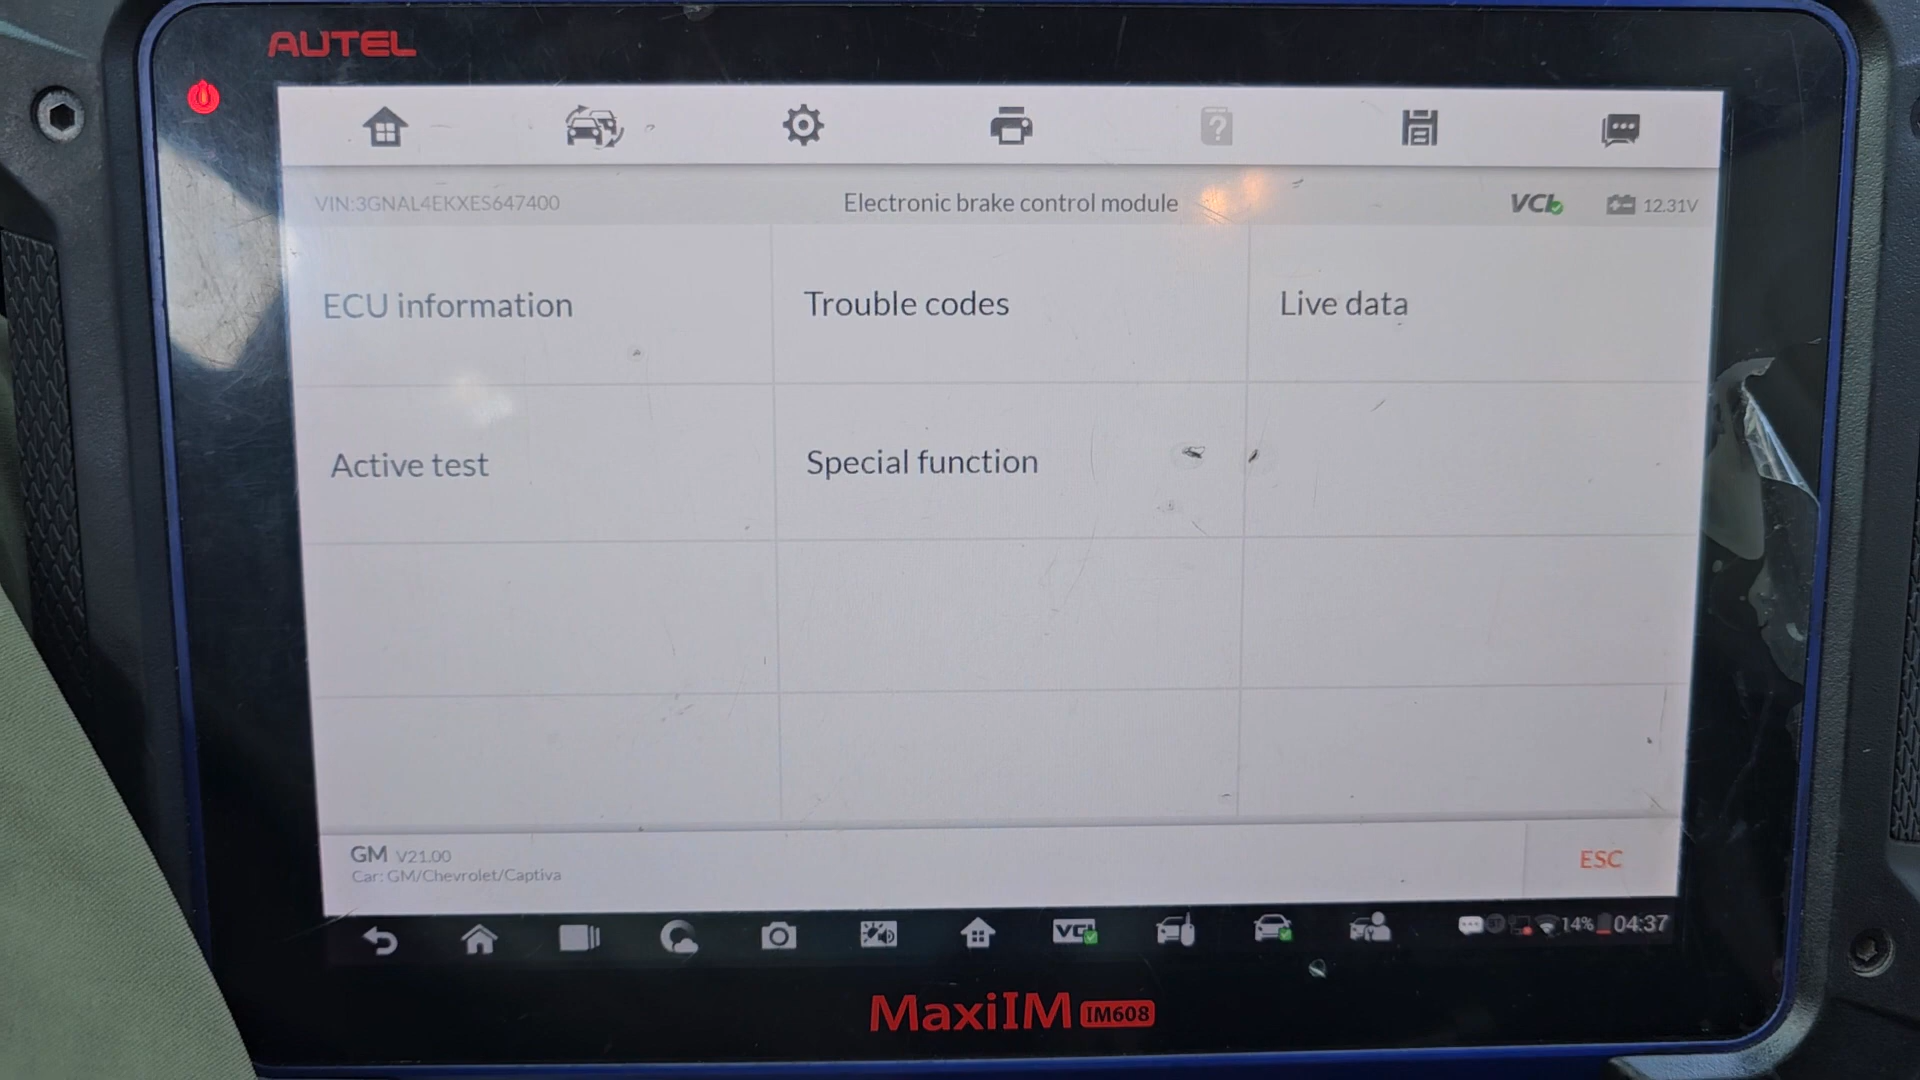 AUTEL
VIN:3GNAL4EKXES647400
Electronic brake control module
VCI
12.31V
ECU information
Trouble codes
Live data
Active test
Special function
GM V21.00
Car: GM/Chevrolet/Captiva
ESC
VCI
14%
04:37
MaxiIM IM608